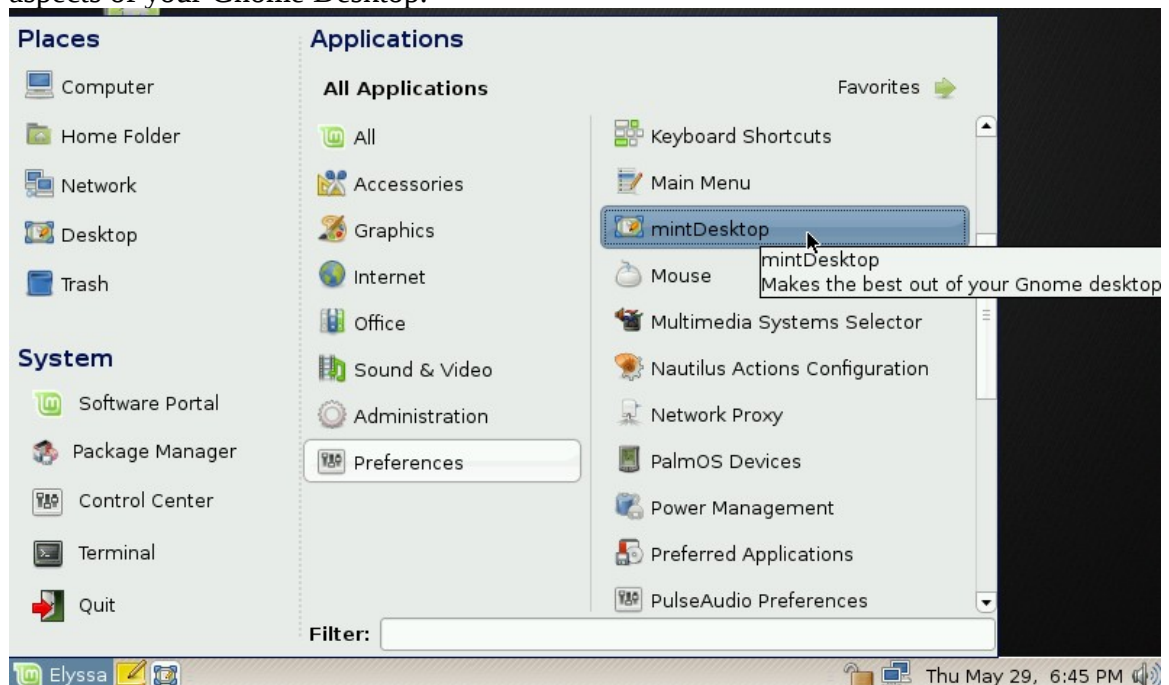 aspects of your Gnome Desktop.
Places
Computer
Home Folder
Network
Desktop
Trash
System
Software Portal
Package Manager
Control Center
Terminal
Quit
Applications
All Applications
Favorites
All
Accessories
Graphics
Internet
Office
Sound & Video
Administration
Preferences
Keyboard Shortcuts
Main Menu
mintDesktop
mintDesktop
Makes the best out of your Gnome desktop
Mouse
Multimedia Systems Selector
Nautilus Actions Configuration
Network Proxy
PalmOS Devices
Power Management
Preferred Applications
PulseAudio Preferences
Filter:
Elyssa
Thu May 29, 6:45 PM